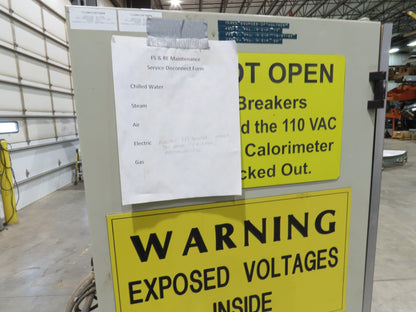 FS & RE Maintenance
Service Disconnect Form
Chilled Water
Steam
Air
Electric
Gas
OT OPEN
Breakers
d the 110 VAC
Calorimeter
cked Out.
WARNING
EXPOSED VOLTAGES
INSIDE